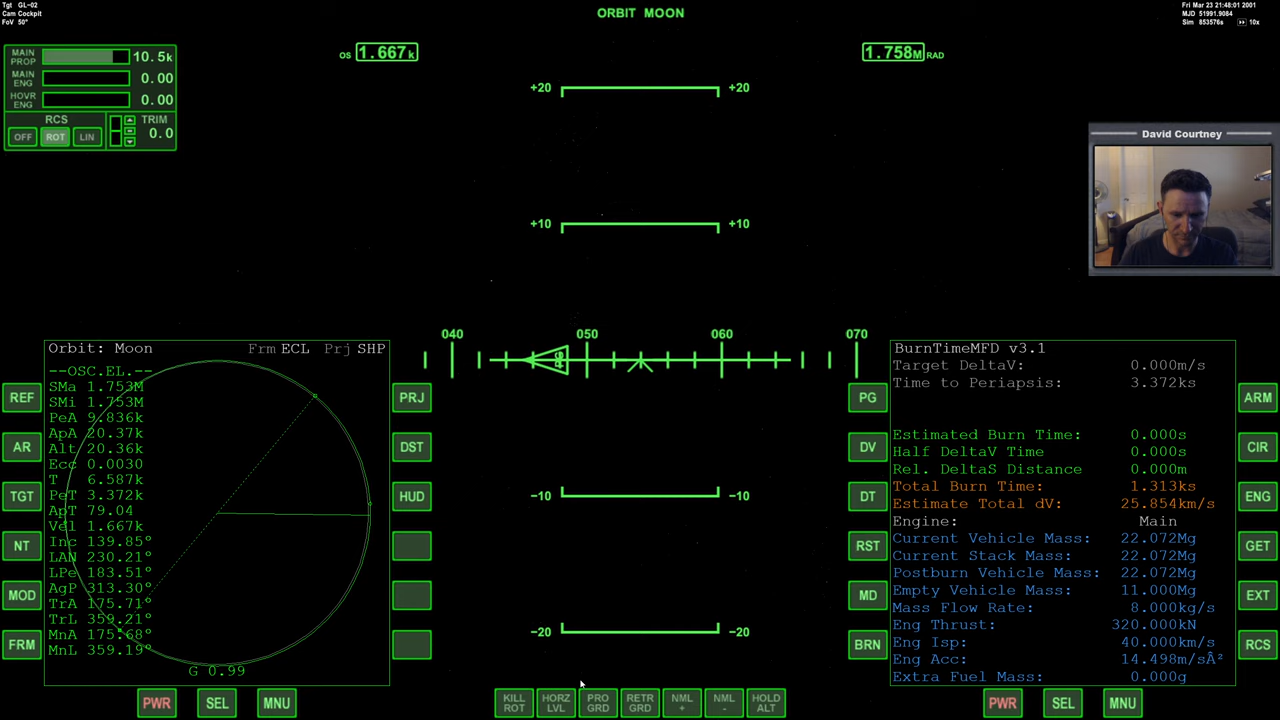 Tgt GL-02
Cam Cockpit
FoV 50°
ORBIT MOON
Fri Mar 23 21:48:01 2001
MJD 51991.9084
Sim 853576s 10x
MAIN PROP 10.5k
MAIN ENG 0.00
HOVR ENG 0.00
RCS TRIM
OFF ROT LIN 0.0
OS 1.667k
1.758M RAD
+20 +20
+10 +10
David Courtney
040 050 060 070
PG
-10 -10
-20 -20
Orbit: Moon Frm ECL Prj SHP
--OSC.EL.--
SMa 1.753M
SMi 1.753M
PeA 9.836k
ApA 20.37k
Alt 20.36k
Ecc 0.0030
T 6.587k
PeT 3.372k
ApT 79.04
Vel 1.667k
Inc 139.85°
LAN 230.21°
LPe 183.51°
AgP 313.30°
TrA 175.71°
TrL 359.21°
MnA 175.68°
MnL 359.19°
G 0.99
REF
AR
TGT
NT
MOD
FRM
PRJ
DST
HUD
PWR SEL MNU
KILL ROT
HORZ LVL
PRO GRD
RETR GRD
NML +
NML -
HOLD ALT
BurnTimeMFD v3.1
Target DeltaV: 0.000m/s
Time to Periapsis: 3.372ks
Estimated Burn Time: 0.000s
Half DeltaV Time 0.000s
Rel. DeltaS Distance 0.000m
Total Burn Time: 1.313ks
Estimate Total dV: 25.854km/s
Engine: Main
Current Vehicle Mass: 22.072Mg
Current Stack Mass: 22.072Mg
Postburn Vehicle Mass: 22.072Mg
Empty Vehicle Mass: 11.000Mg
Mass Flow Rate: 8.000kg/s
Eng Thrust: 320.000kN
Eng Isp: 40.000km/s
Eng Acc: 14.498m/sÂ²
Extra Fuel Mass: 0.000g
PG
DV
DT
RST
MD
BRN
ARM
CIR
ENG
GET
EXT
RCS
PWR SEL MNU